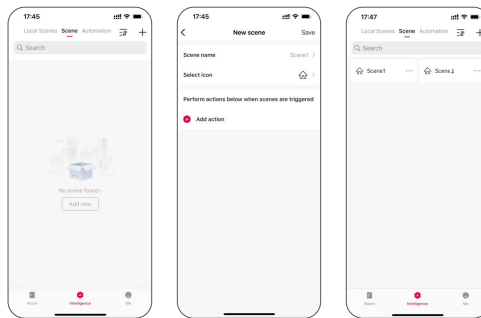 17:45
Local Scenes Scene Automation
Search
No scene found~
Add now
Room Intelligence Me
17:45
New scene Save
Scene name Scene1
Select icon
Perform actions below when scenes are triggered
Add action
17:47
Local Scenes Scene Automation
Search
Scene1 ... Scene 2 ...
Room Intelligence Me